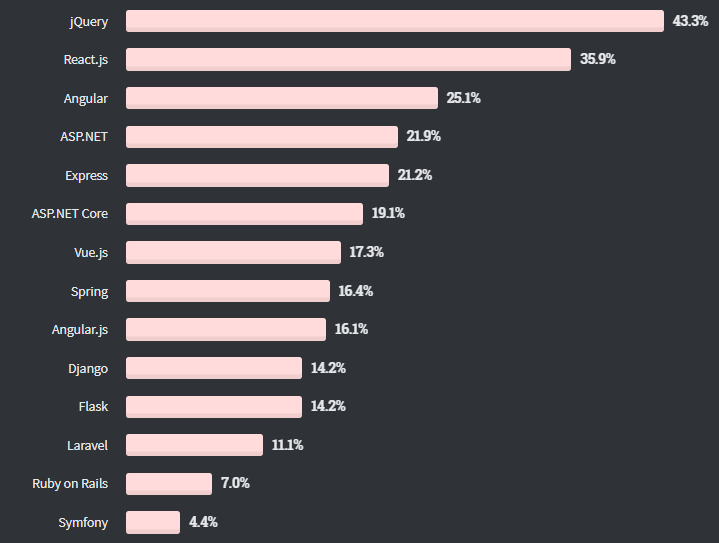 jQuery 43.3%
React.js 35.9%
Angular 25.1%
ASP.NET 21.9%
Express 21.2%
ASP.NET Core 19.1%
Vue.js 17.3%
Spring 16.4%
Angular.js 16.1%
Django 14.2%
Flask 14.2%
Laravel 11.1%
Ruby on Rails 7.0%
Symfony 4.4%